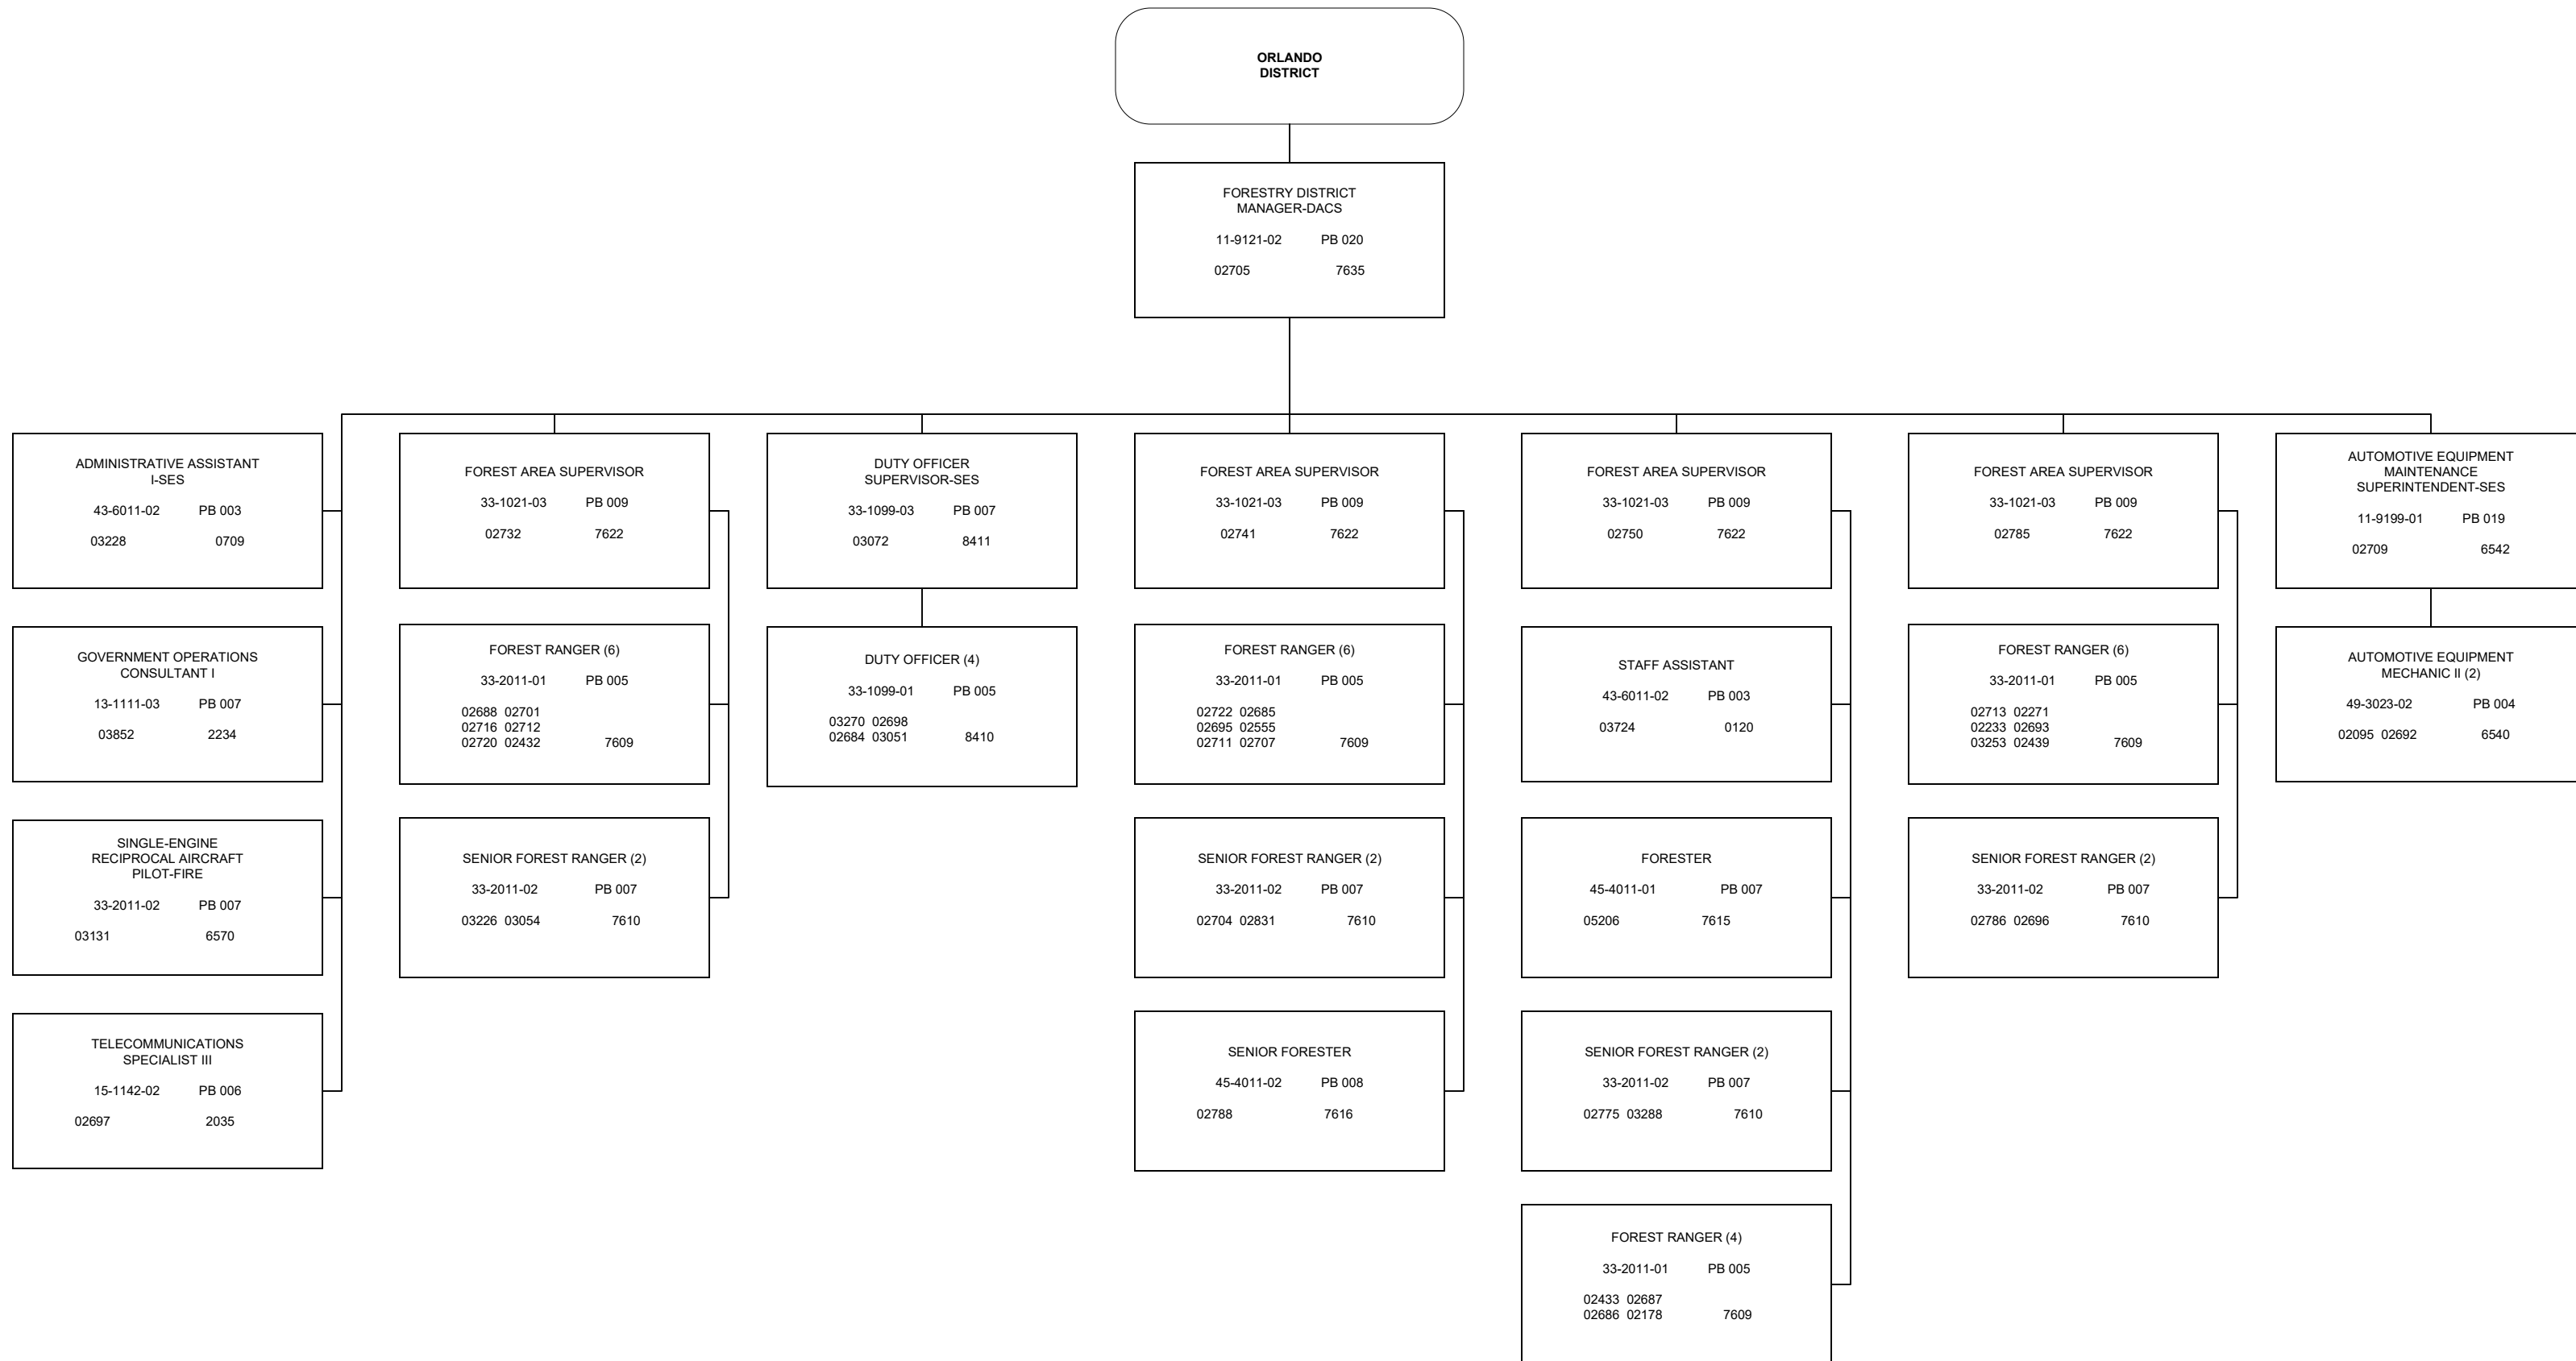 ORLANDO
DISTRICT
FORESTRY DISTRICT
MANAGER-DACS
11-9121-02 PB 020
02705 7635
ADMINISTRATIVE ASSISTANT
I-SES
43-6011-02 PB 003
03228 0709
GOVERNMENT OPERATIONS
CONSULTANT I
13-1111-03 PB 007
03852 2234
SINGLE-ENGINE
RECIPROCAL AIRCRAFT
PILOT-FIRE
33-2011-02 PB 007
03131 6570
TELECOMMUNICATIONS
SPECIALIST III
15-1142-02 PB 006
02697 2035
FOREST AREA SUPERVISOR
33-1021-03 PB 009
02732 7622
FOREST RANGER (6)
33-2011-01 PB 005
02688 02701
02716 02712
02720 02432 7609
SENIOR FOREST RANGER (2)
33-2011-02 PB 007
03226 03054 7610
DUTY OFFICER
SUPERVISOR-SES
33-1099-03 PB 007
03072 8411
DUTY OFFICER (4)
33-1099-01 PB 005
03270 02698
02684 03051 8410
FOREST AREA SUPERVISOR
33-1021-03 PB 009
02741 7622
FOREST RANGER (6)
33-2011-01 PB 005
02722 02685
02695 02555
02711 02707 7609
SENIOR FOREST RANGER (2)
33-2011-02 PB 007
02704 02831 7610
SENIOR FORESTER
45-4011-02 PB 008
02788 7616
FOREST AREA SUPERVISOR
33-1021-03 PB 009
02750 7622
STAFF ASSISTANT
43-6011-02 PB 003
03724 0120
FORESTER
45-4011-01 PB 007
05206 7615
SENIOR FOREST RANGER (2)
33-2011-02 PB 007
02775 03288 7610
FOREST RANGER (4)
33-2011-01 PB 005
02433 02687
02686 02178 7609
FOREST AREA SUPERVISOR
33-1021-03 PB 009
02785 7622
FOREST RANGER (6)
33-2011-01 PB 005
02713 02271
02233 02693
03253 02439 7609
SENIOR FOREST RANGER (2)
33-2011-02 PB 007
02786 02696 7610
AUTOMOTIVE EQUIPMENT
MAINTENANCE
SUPERINTENDENT-SES
11-9199-01 PB 019
02709 6542
AUTOMOTIVE EQUIPMENT
MECHANIC II (2)
49-3023-02 PB 004
02095 02692 6540